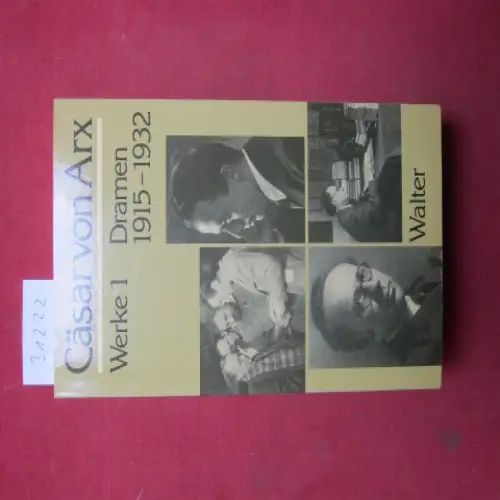 Cäsar von Arx
Werke 1
Dramen
1915–1932
Walter
31222